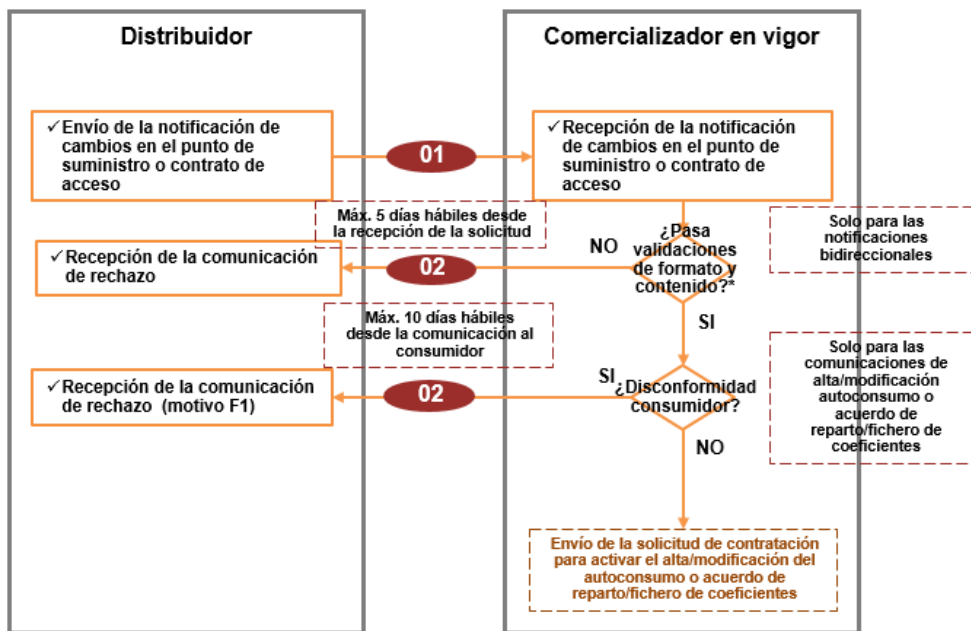 Distribuidor
Comercializador en vigor
✓Envío de la notificación de
cambios en el punto de
suministro o contrato de
acceso
01
✓Recepción de la notificación
de cambios en el punto de
suministro o contrato de
acceso
Máx. 5 días hábiles desde
la recepción de la solicitud
Solo para las
notificaciones
bidireccionales
✓Recepción de la comunicación
de rechazo
02
NO
¿Pasa
validaciones
de formato y
contenido?*
SI
Máx. 10 días hábiles
desde la comunicación al
consumidor
Solo para las
comunicaciones de
alta/modificación
autoconsumo o
acuerdo de
reparto/fichero de
coeficientes
✓Recepción de la comunicación
de rechazo (motivo F1)
02
SI
¿Disconformidad
consumidor?
NO
Envío de la solicitud de contratación
para activar el alta/modificación del
autoconsumo o acuerdo de
reparto/fichero de coeficientes